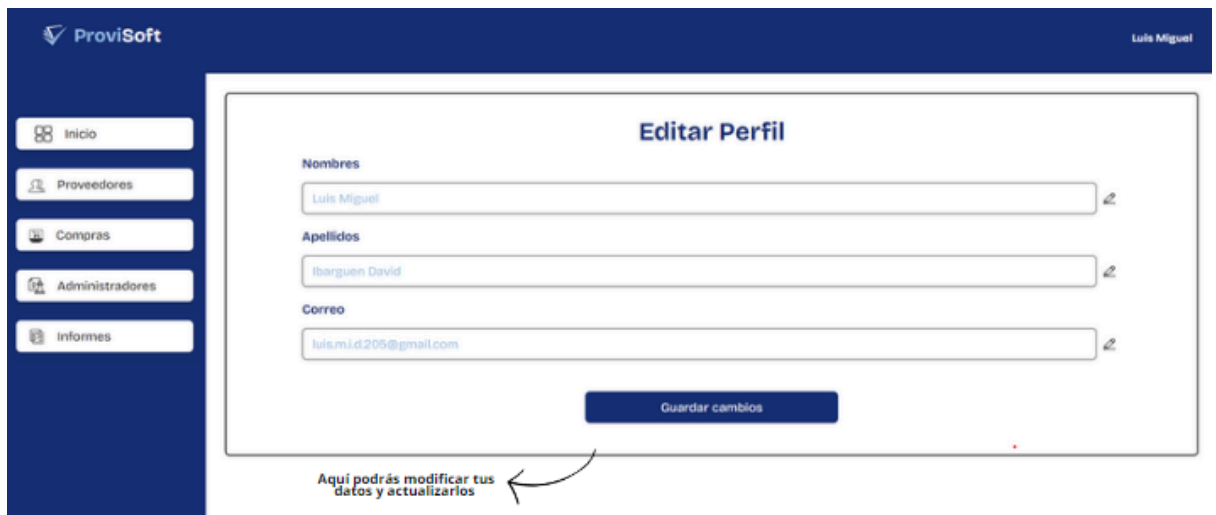 ProviSoft
Luis Miguel
Inicio
Proveedores
Compras
Administradores
Informes
Editar Perfil
Nombres
Luis Miguel
Apellidos
Ibarguen David
Correo
luis.m.i.d.205@gmail.com
Guardar cambios
Aquí podrás modificar tus
datos y actualizarlos